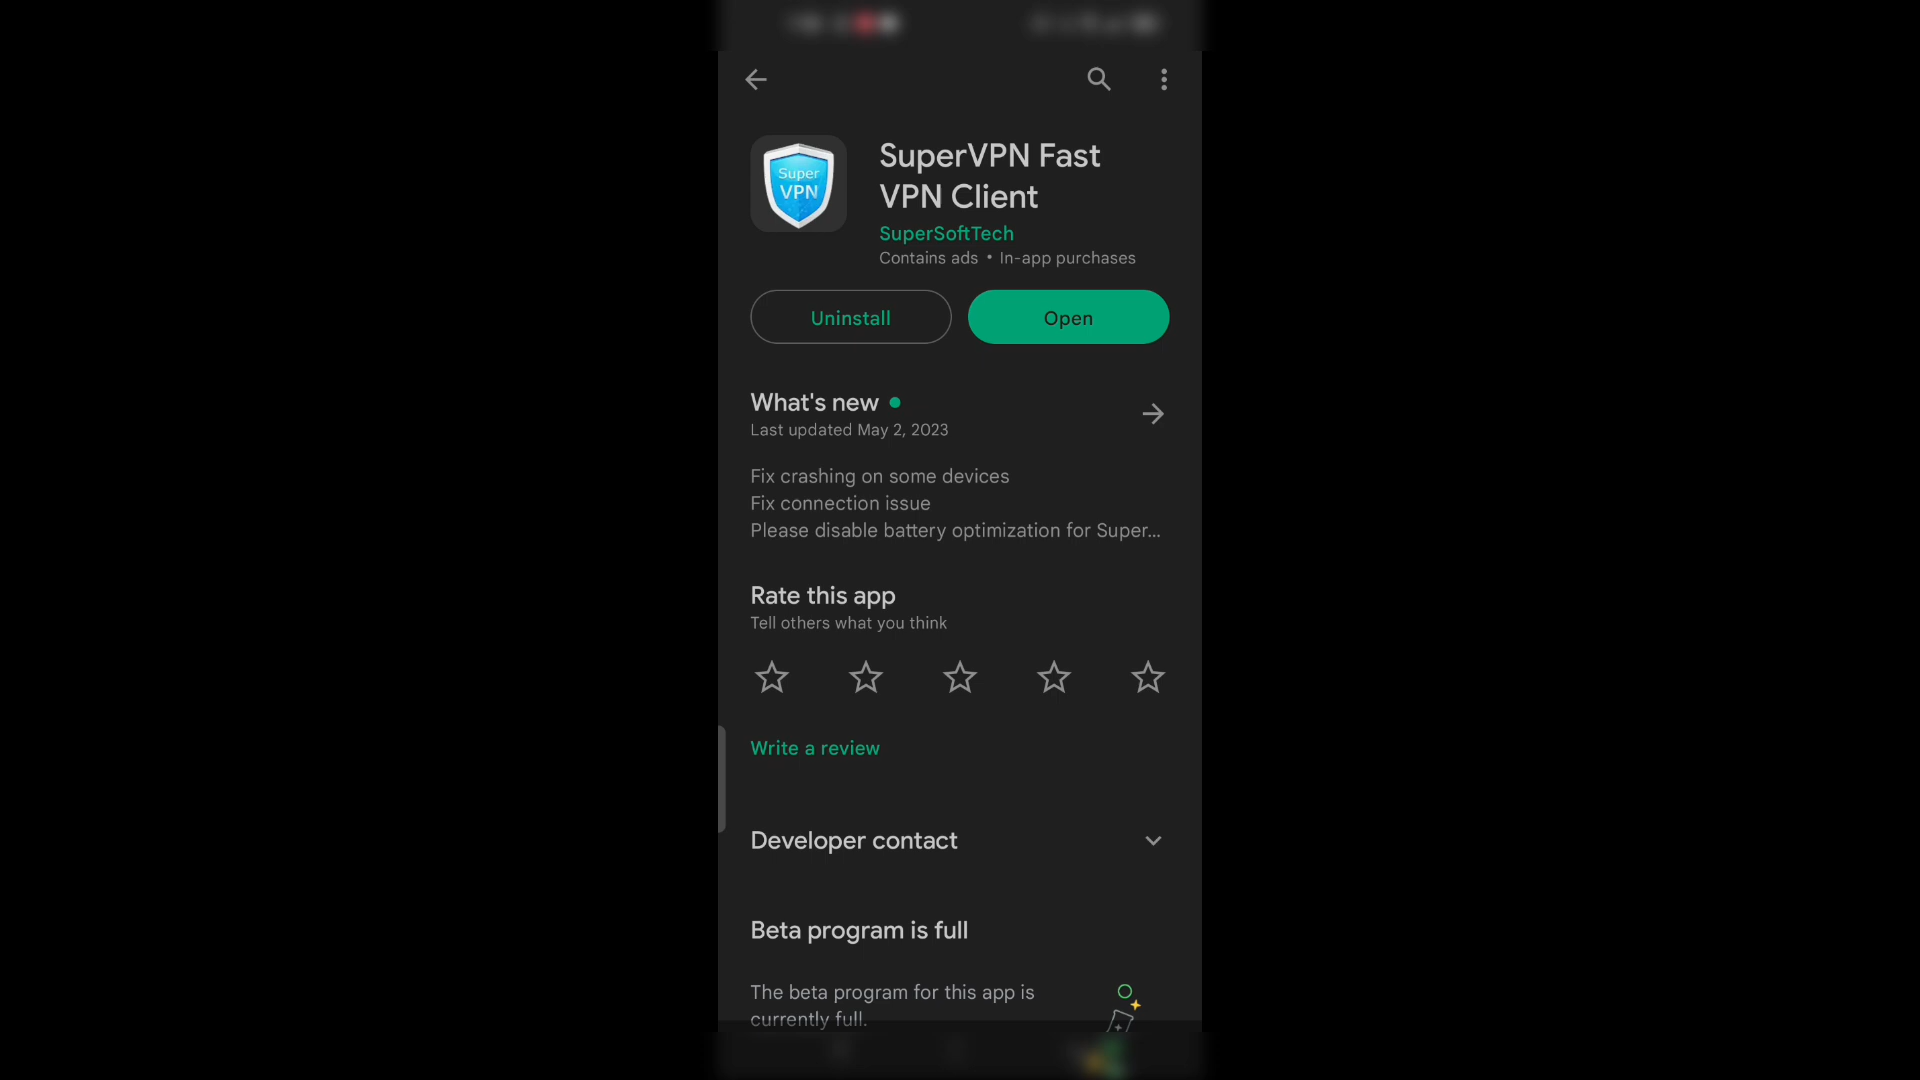 Super
VPN
SuperVPN Fast
VPN Client
SuperSoftTech
Contains ads • In-app purchases
Uninstall
Open
What's new
Last updated May 2, 2023
Fix crashing on some devices
Fix connection issue
Please disable battery optimization for Super...
Rate this app
Tell others what you think
Write a review
Developer contact
Beta program is full
The beta program for this app is
currently full.